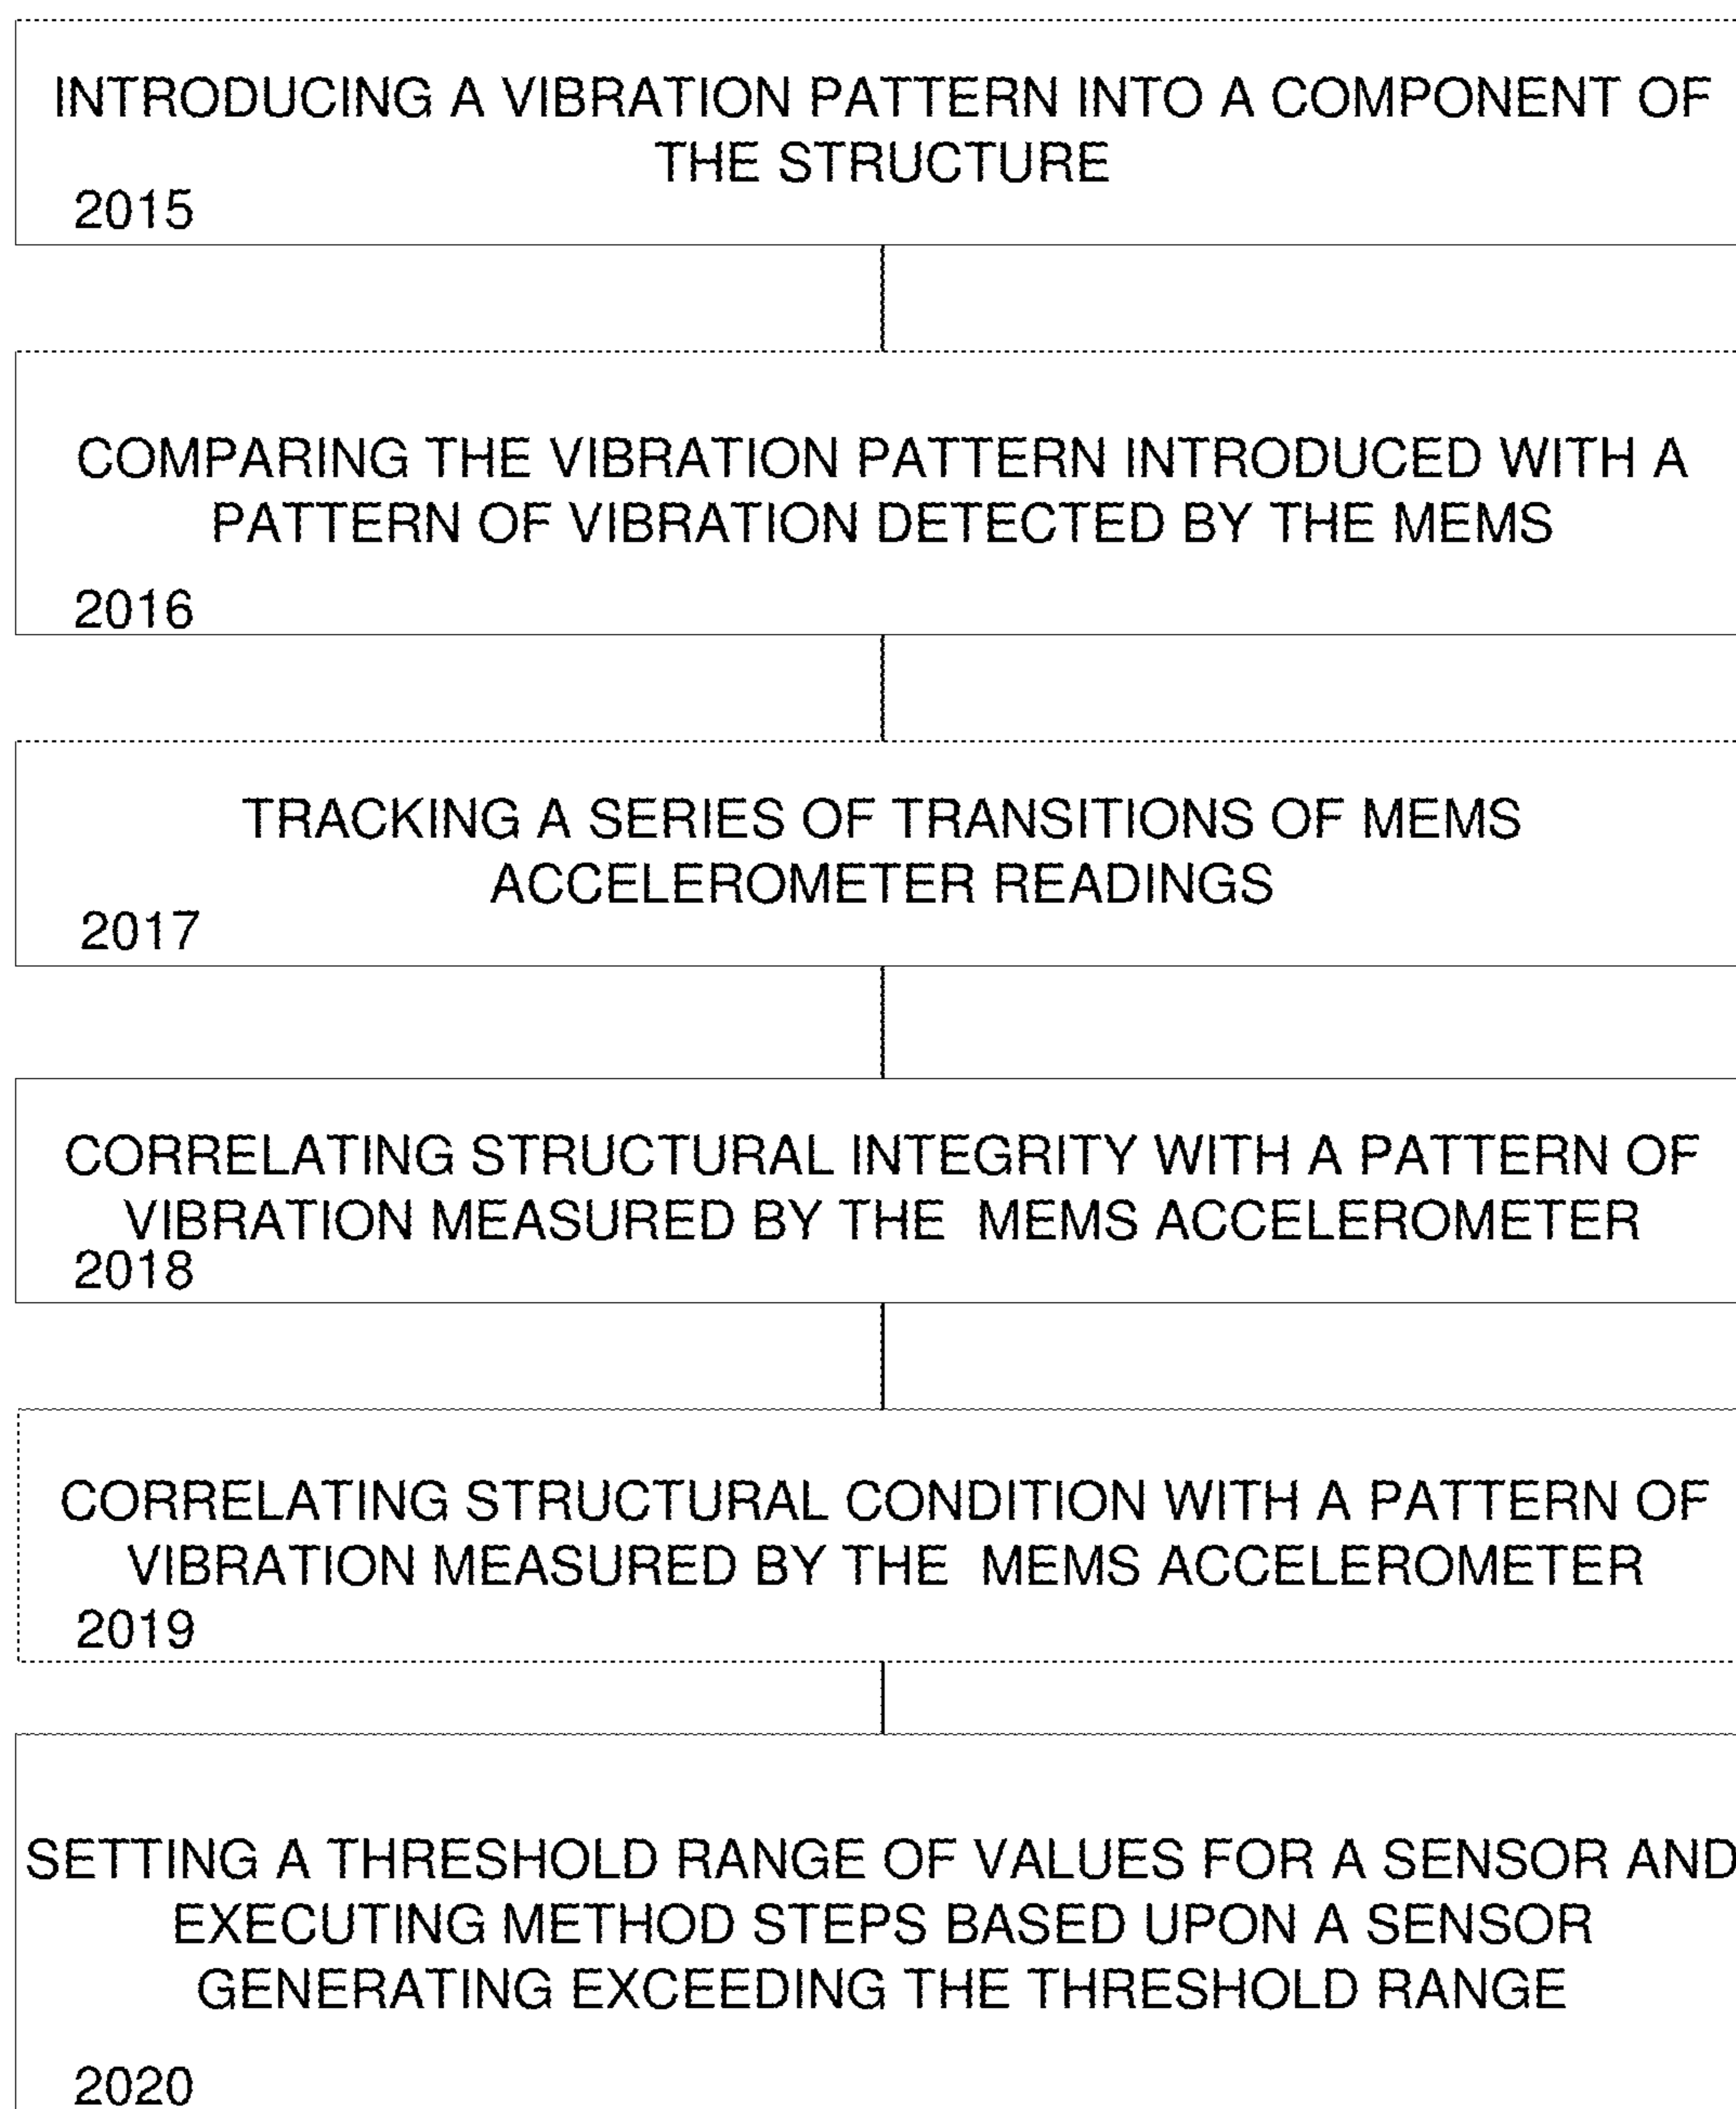 INTRODUCING A VIBRATION PATTERN INTO A COMPONENT OF
THE STRUCTURE
2015
COMPARING THE VIBRATION PATTERN INTRODUCED WITH A
PATTERN OF VIBRATION DETECTED BY THE MEMS
2016
TRACKING A SERIES OF TRANSITIONS OF MEMS
ACCELEROMETER READINGS
2017
CORRELATING STRUCTURAL INTEGRITY WITH A PATTERN OF
VIBRATION MEASURED BY THE MEMS ACCELEROMETER
2018
CORRELATING STRUCTURAL CONDITION WITH A PATTERN OF
VIBRATION MEASURED BY THE MEMS ACCELEROMETER
2019
SETTING A THRESHOLD RANGE OF VALUES FOR A SENSOR AND
EXECUTING METHOD STEPS BASED UPON A SENSOR
GENERATING EXCEEDING THE THRESHOLD RANGE
2020